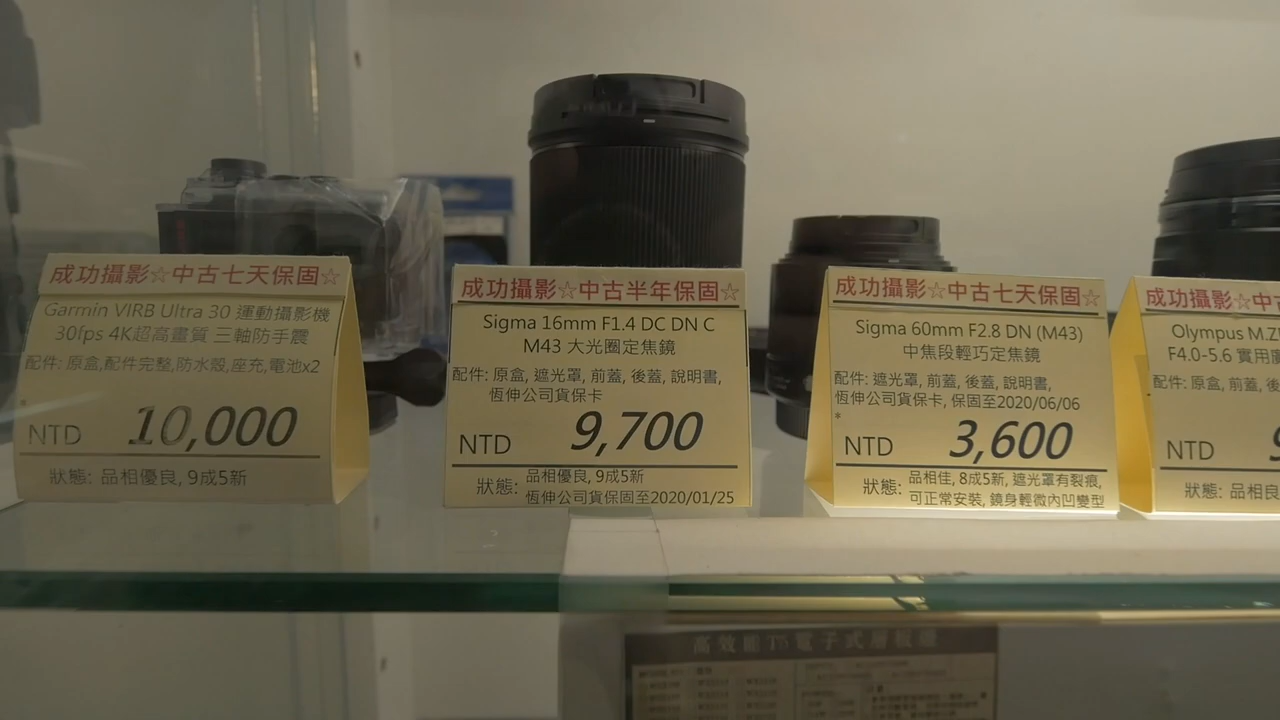 成功攝影☆中古七天保固☆
Garmin VIRB Ultra 30 運動攝影機
30fps 4K超高畫質 三軸防手震
配件: 原盒,配件完整,防水殼,座充,電池x2
*
NTD 10,000
狀態: 品相優良, 9成5新
成功攝影☆中古半年保固☆
Sigma 16mm F1.4 DC DN C
M43 大光圈定焦鏡
配件: 原盒, 遮光罩, 前蓋, 後蓋, 說明書,
恆伸公司貨保卡
NTD 9,700
狀態: 品相優良, 9成5新
恆伸公司貨保固至2020/01/25
成功攝影☆中古七天保固☆
Sigma 60mm F2.8 DN (M43)
中焦段輕巧定焦鏡
配件: 遮光罩, 前蓋, 後蓋, 說明書,
恆伸公司貨保卡, 保固至2020/06/06
*
NTD 3,600
狀態: 品相佳, 8成5新, 遮光罩有裂痕,
可正常安裝, 鏡身輕微內凹變型
成功攝影☆中
Olympus M.Z
F4.0-5.6 實用
配件: 原盒, 前蓋, 後
NTD 9
狀態: 品相良
高效能T5電子式層板燈